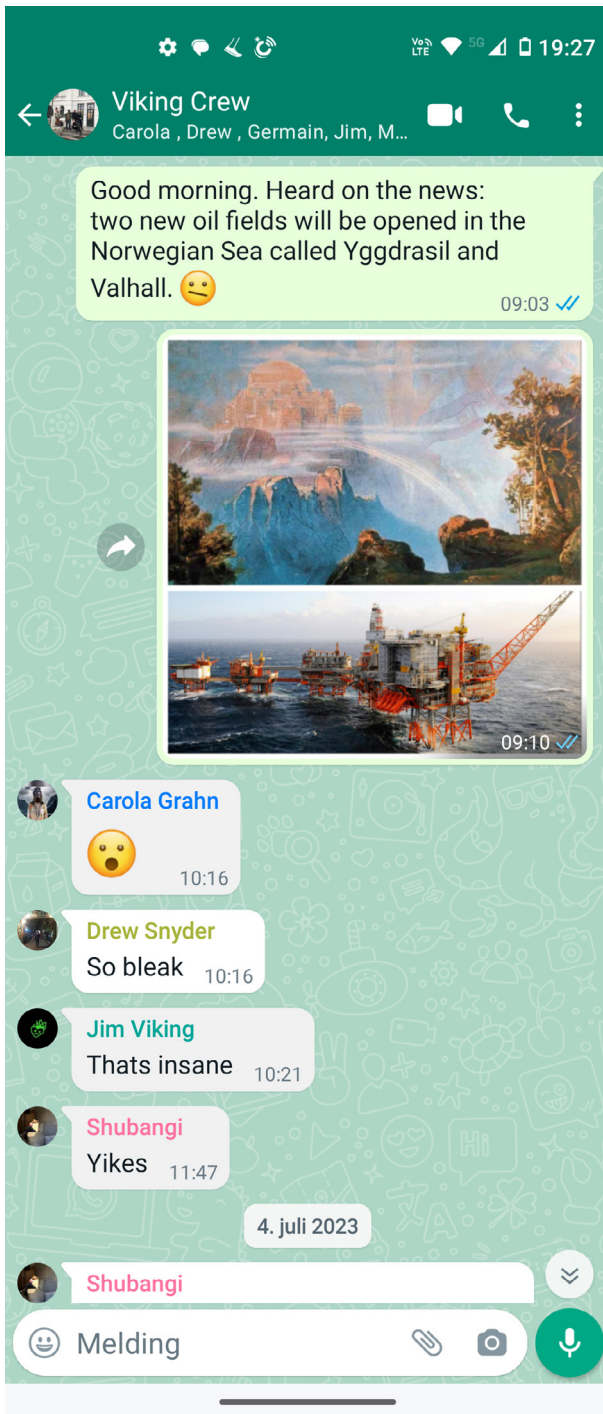 Vo)) LTE 5G 19:27
Viking Crew
Carola , Drew , Germain, Jim, M...
Good morning. Heard on the news:
two new oil fields will be opened in the
Norwegian Sea called Yggdrasil and
Valhall. 😐
09:03
09:10
Carola Grahn
😮
10:16
Drew Snyder
So bleak 10:16
Jim Viking
Thats insane 10:21
Shubangi
Yikes 11:47
4. juli 2023
Shubangi
Melding